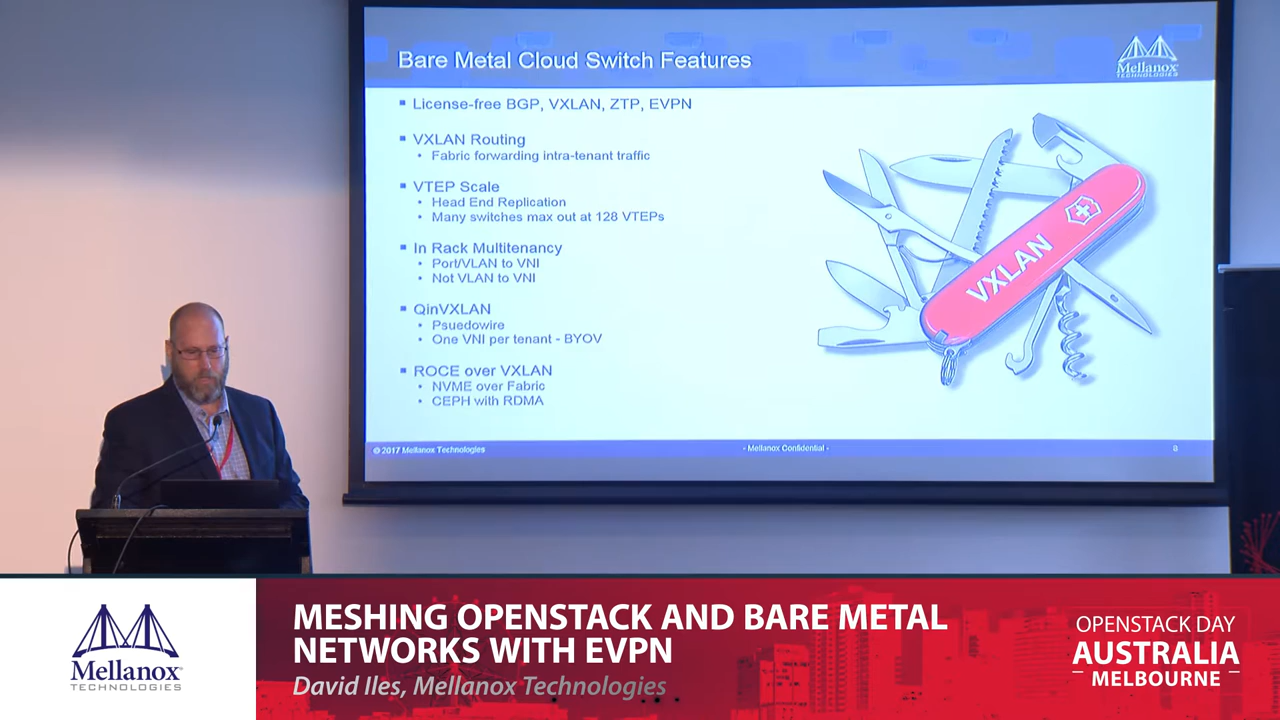 Bare Metal Cloud Switch Features
Mellanox
TECHNOLOGIES
License-free BGP, VXLAN, ZTP, EVPN
VXLAN Routing
Fabric forwarding intra-tenant traffic
VTEP Scale
Head End Replication
Many switches max out at 128 VTEPs
In Rack Multitenancy
Port/VLAN to VNI
Not VLAN to VNI
QinVXLAN
Psuedowire
One VNI per tenant - BYOV
ROCE over VXLAN
NVME over Fabric
CEPH with RDMA
VXLAN
© 2017 Mellanox Technologies
- Mellanox Confidential -
8
Mellanox
TECHNOLOGIES
MESHING OPENSTACK AND BARE METAL
NETWORKS WITH EVPN
David Iles, Mellanox Technologies
OPENSTACK DAY
AUSTRALIA
MELBOURNE